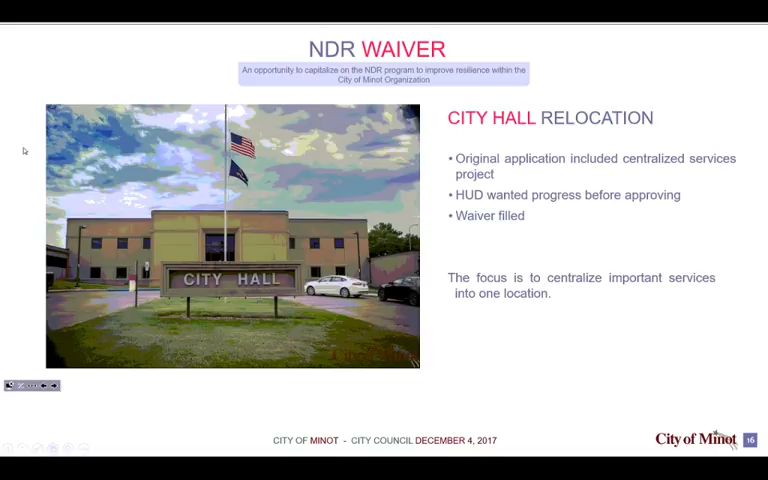 NDR WAIVER
An opportunity to capitalize on the NDR program to improve resilience within the
City of Minot Organization
CITY HALL
City of Minot
CITY HALL RELOCATION
• Original application included centralized services
project
• HUD wanted progress before approving
• Waiver filled
The focus is to centralize important services
into one location.
CITY OF MINOT - CITY COUNCIL DECEMBER 4, 2017
City of Minot
16